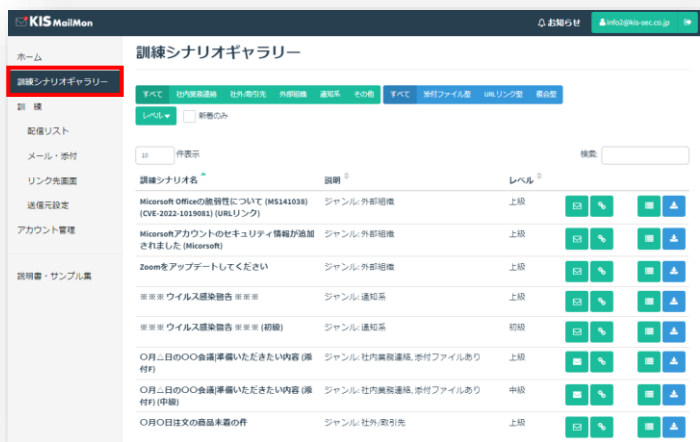 KIS MailMon
お知らせ
info2@kis-sec.co.jp
ホーム
訓練シナリオギャラリー
訓 練
配信リスト
メール・添付
リンク先画面
送信元設定
アカウント管理
説明書・サンプル集
訓練シナリオギャラリー
すべて 社内業務連絡 社外/取引先 外部組織 通知系 その他 すべて 添付ファイル型 URLリンク型 複合型
レベル 新着のみ
10 件表示 検索:
訓練シナリオ名 説明 レベル
Micorsoft Officeの脆弱性について (MS141038) ジャンル:外部組織 上級
(CVE-2022-1019081) (URLリンク)
Micorsoftアカウントのセキュリティ情報が追加 ジャンル:外部組織 上級
されました (Micorsoft)
Zoomをアップデートしてください ジャンル:外部組織 上級
※※※ ウイルス感染警告 ※※※ ジャンル:通知系 上級
※※※ ウイルス感染警告 ※※※ (初級) ジャンル:通知系 初級
〇月△日の〇〇会議|準備いただきたい内容 (添 ジャンル:社内業務連絡, 添付ファイルあり 上級
付F)
〇月△日の〇〇会議|準備いただきたい内容 (添 ジャンル:社内業務連絡, 添付ファイルあり 中級
付F) (中級)
〇月〇日注文の商品未着の件 ジャンル:社外/取引先 上級